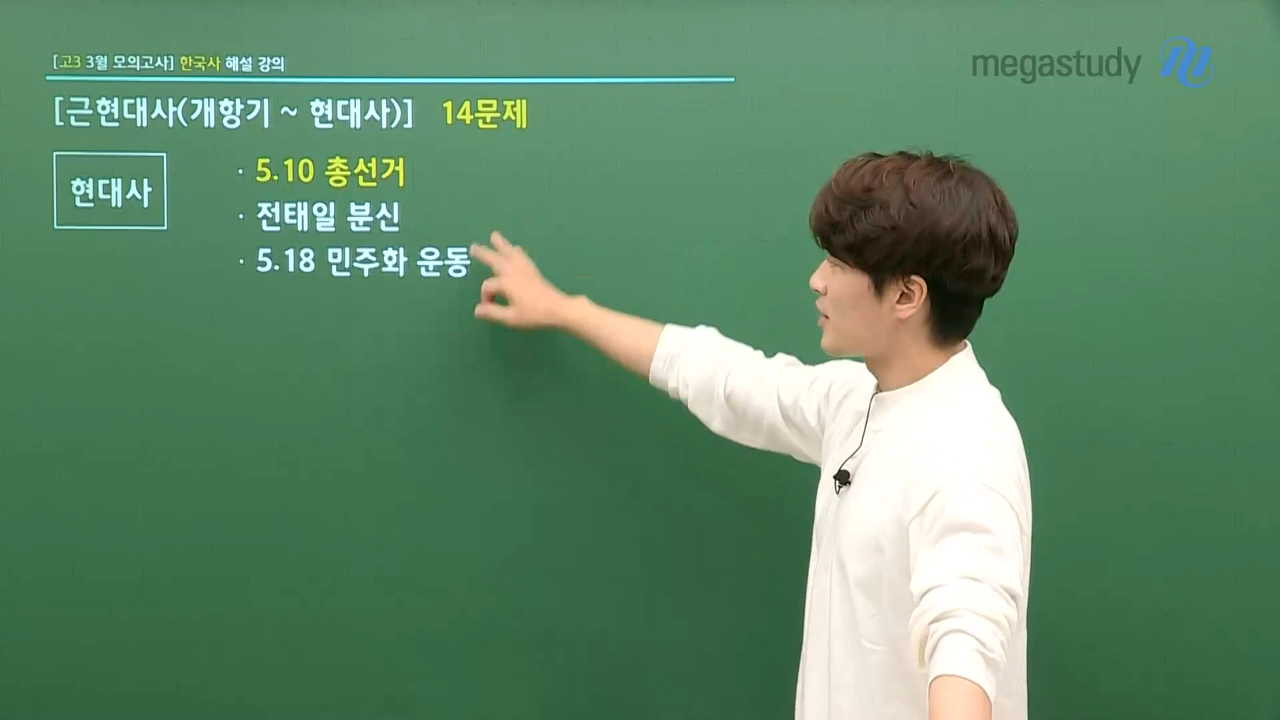 [고3 3월 모의고사] 한국사 해설 강의
megastudy
[근현대사(개항기 ~ 현대사)] 14문제
현대사
· 5.10 총선거
· 전태일 분신
· 5.18 민주화 운동